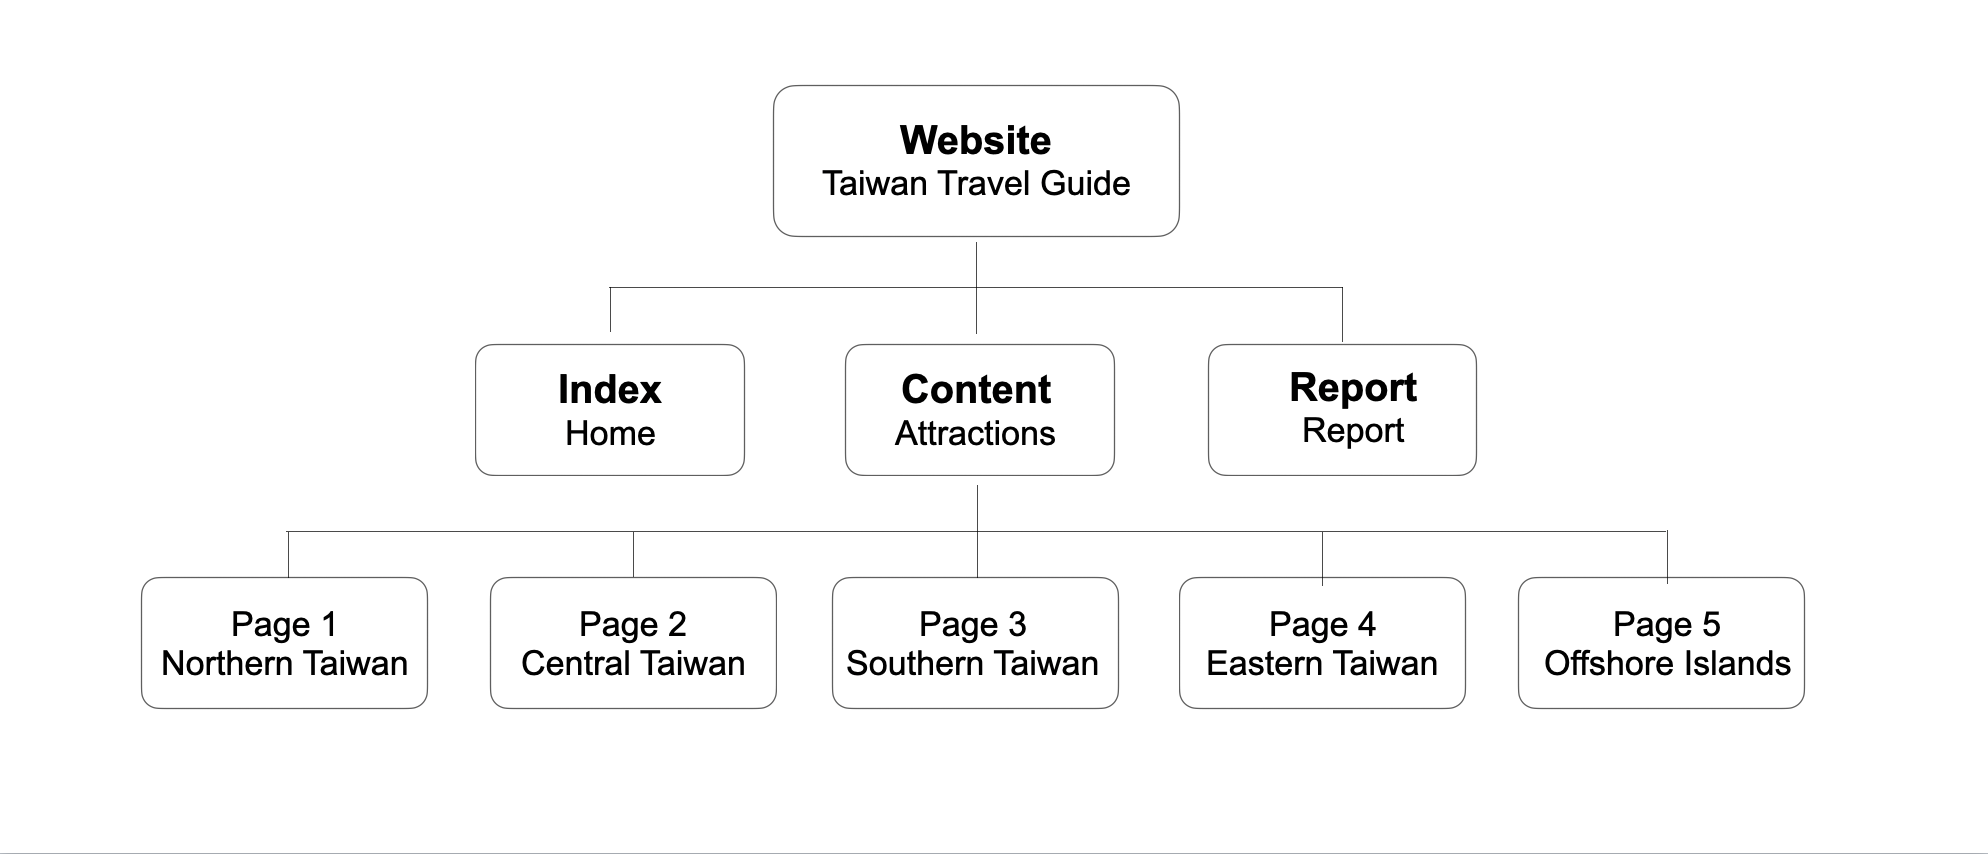 Website
Taiwan Travel Guide
Index
Home
Content
Attractions
Report
Report
Page 1
Northern Taiwan
Page 2
Central Taiwan
Page 3
Southern Taiwan
Page 4
Eastern Taiwan
Page 5
Offshore Islands